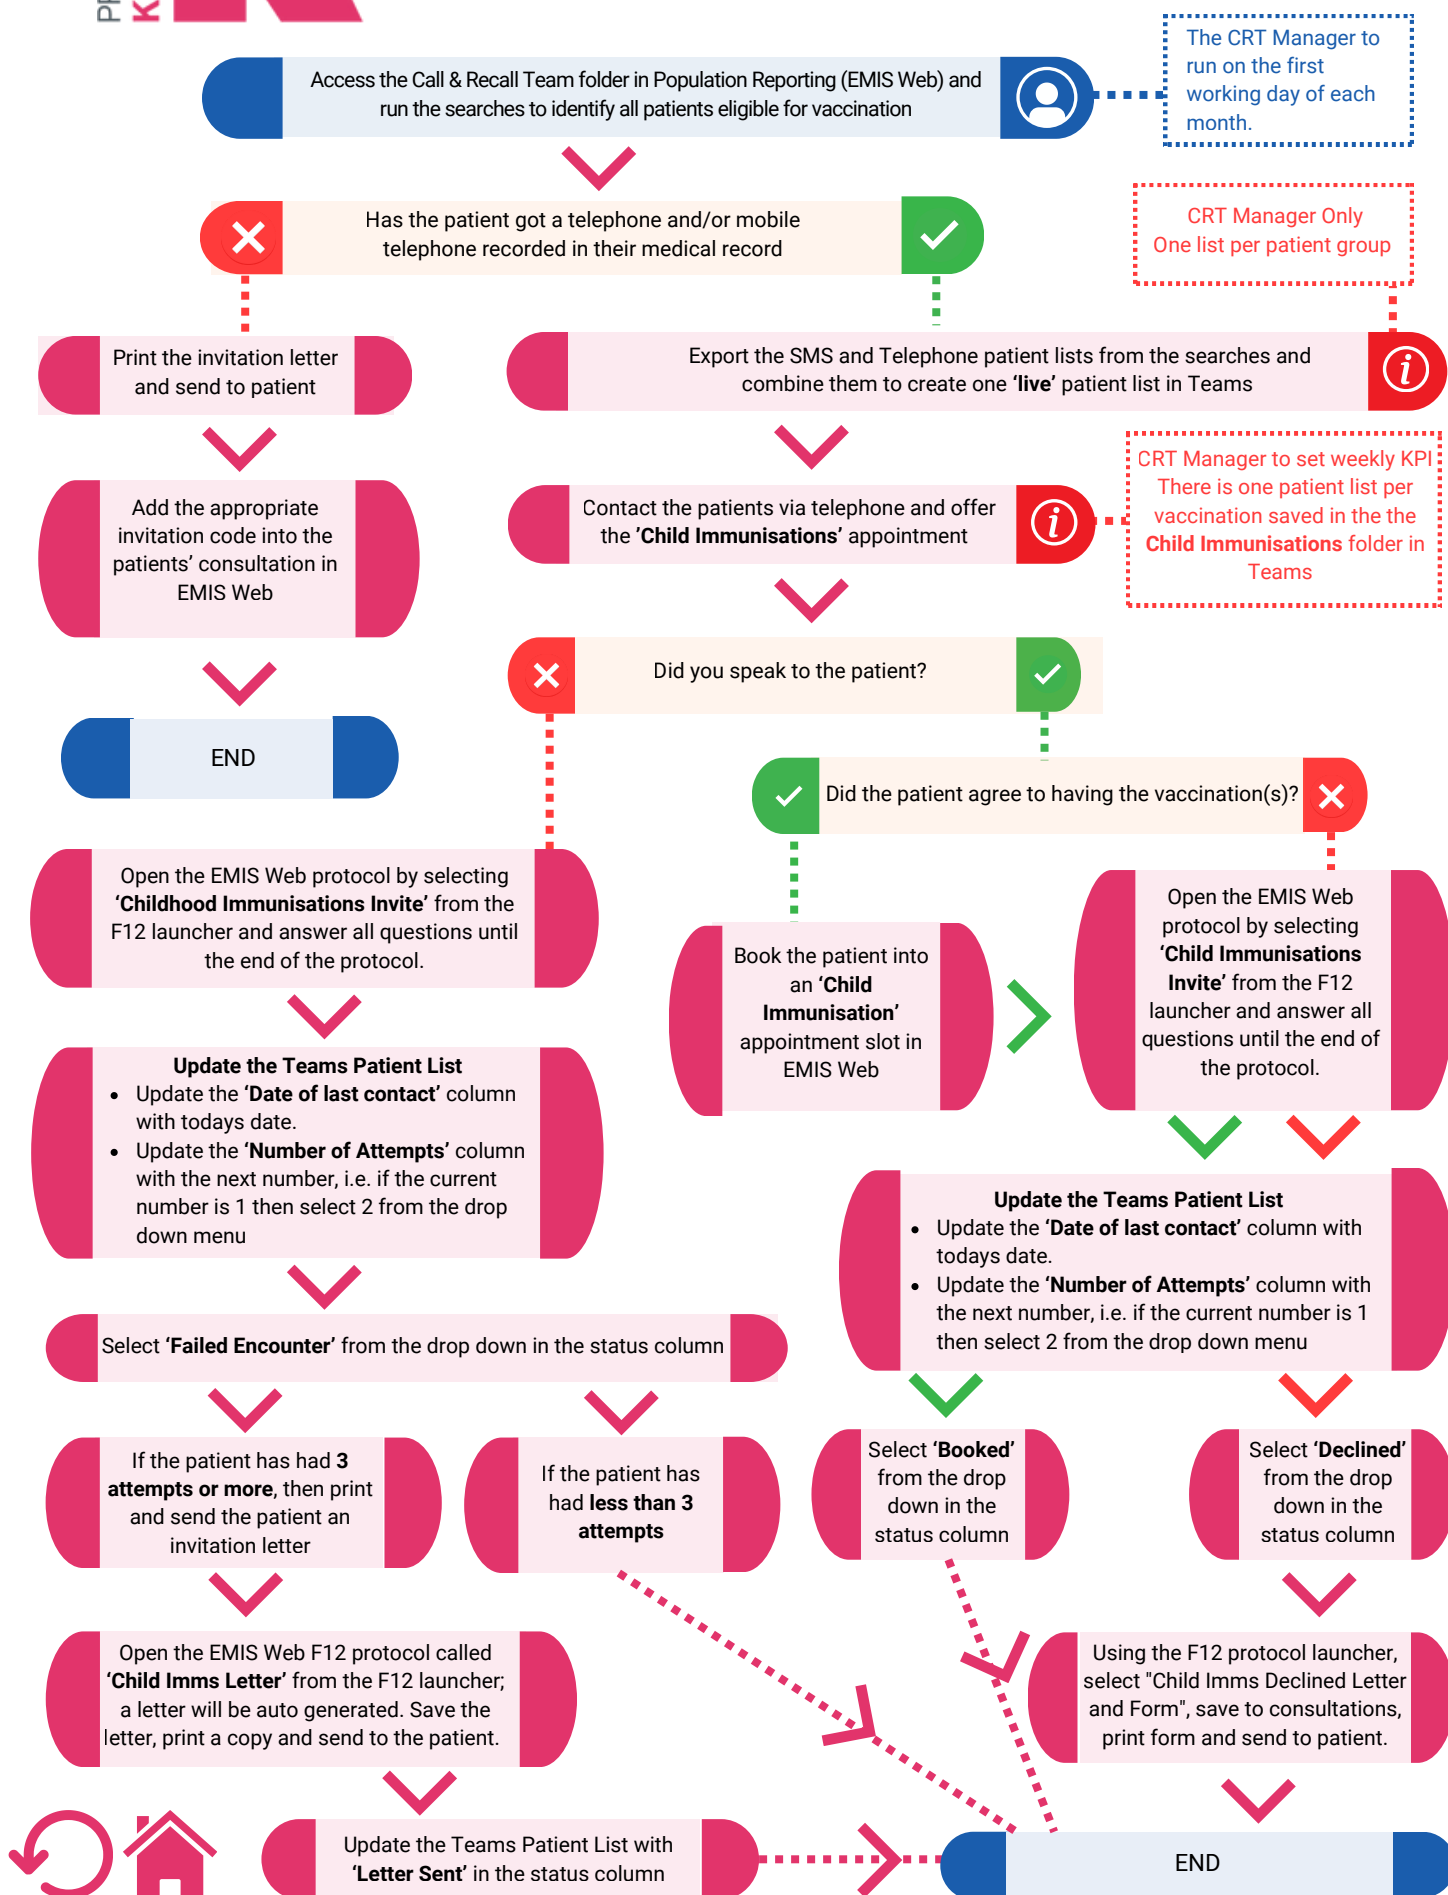 PR
K
The CRT Manager to
run on the first
working day of each
month.
Access the Call & Recall Team folder in Population Reporting (EMIS Web) and
run the searches to identify all patients eligible for vaccination
Has the patient got a telephone and/or mobile
telephone recorded in their medical record
CRT Manager Only
One list per patient group
Print the invitation letter
and send to patient
Export the SMS and Telephone patient lists from the searches and
combine them to create one ‘live’ patient list in Teams
Add the appropriate
invitation code into the
patients’ consultation in
EMIS Web
Contact the patients via telephone and offer
the ’Child Immunisations’ appointment
CRT Manager to set weekly KPI
There is one patient list per
vaccination saved in the the
Child Immunisations folder in
Teams
Did you speak to the patient?
END
Did the patient agree to having the vaccination(s)?
Open the EMIS Web protocol by selecting
‘Childhood Immunisations Invite’ from the
F12 launcher and answer all questions until
the end of the protocol.
Book the patient into
an ‘Child
Immunisation’
appointment slot in
EMIS Web
Open the EMIS Web
protocol by selecting
‘Child Immunisations
Invite’ from the F12
launcher and answer all
questions until the end of
the protocol.
Update the Teams Patient List
• Update the ‘Date of last contact’ column
with todays date.
• Update the ‘Number of Attempts’ column
with the next number, i.e. if the current
number is 1 then select 2 from the drop
down menu
Update the Teams Patient List
• Update the ‘Date of last contact’ column with
todays date.
• Update the ‘Number of Attempts’ column with
the next number, i.e. if the current number is 1
then select 2 from the drop down menu
Select ‘Failed Encounter’ from the drop down in the status column
If the patient has had 3
attempts or more, then print
and send the patient an
invitation letter
If the patient has
had less than 3
attempts
Select ‘Booked’
from the drop
down in the
status column
Select ‘Declined’
from the drop
down in the
status column
Open the EMIS Web F12 protocol called
‘Child Imms Letter’ from the F12 launcher;
a letter will be auto generated. Save the
letter, print a copy and send to the patient.
Using the F12 protocol launcher,
select "Child Imms Declined Letter
and Form", save to consultations,
print form and send to patient.
Update the Teams Patient List with
‘Letter Sent’ in the status column
END